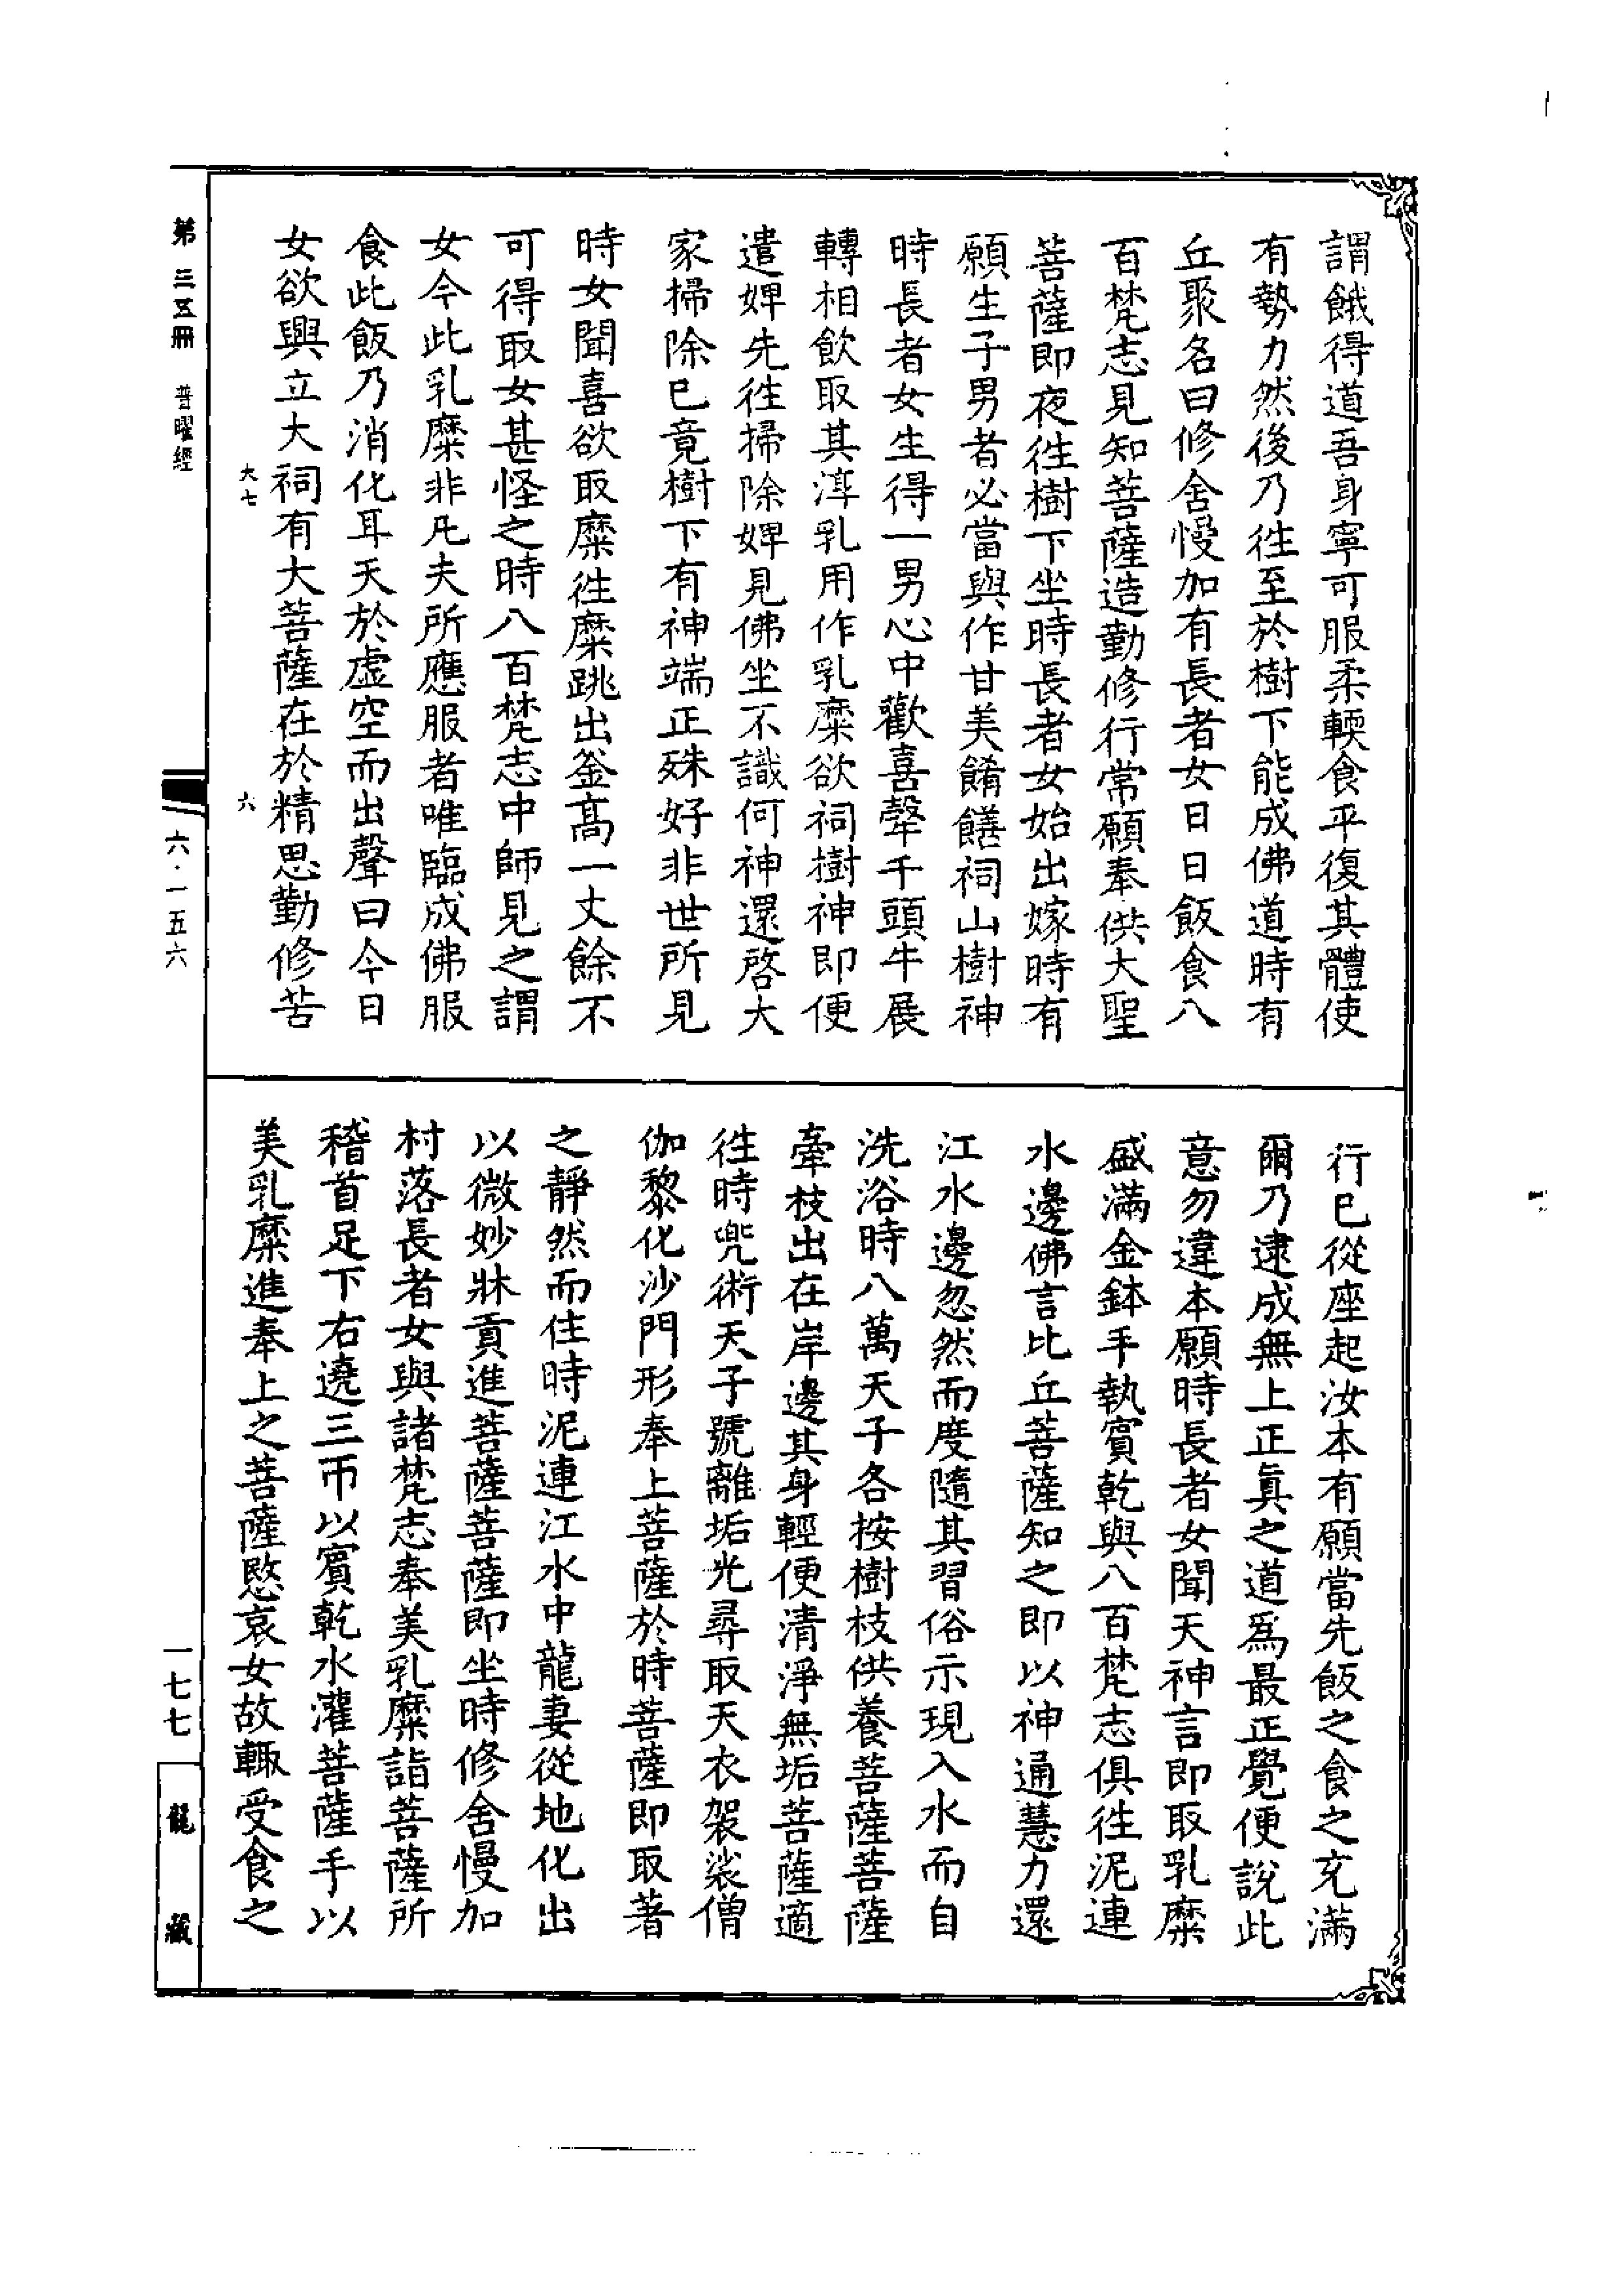 謂餓得道吾身寧可服柔輭食平復其體使
有勢力然後乃往至於樹下能成佛道時有
丘聚名曰修舍慢加有長者女日日飯食八
百梵志見知菩薩造勤修行常願奉供大聖
菩薩即夜往樹下坐時長者女始出嫁時有
願生子男者必當與作甘美餚饍祠山樹神
時長者女生得一男心中歡喜犛千頭牛展
轉相飲取其淳乳用作乳糜欲祠樹神即便
遣婢先往掃除婢見佛坐不識何神還啓大
家掃除已竟樹下有神端正殊好非世所見
時女聞喜欲取糜往糜跳出釜高一丈餘不
可得取女甚怪之時八百梵志中師見之謂
女今此乳糜非凡夫所應服者唯臨成佛服
食此飯乃消化耳天於虛空而出聲曰今日
女欲興立大祠有大菩薩在於精思勤修苦
大七 六
行已從座起汝本有願當先飯之食之充滿
爾乃逮成無上正眞之道爲最正覺便說此
意勿違本願時長者女聞天神言即取乳糜
盛滿金鉢手執賓乾與八百梵志俱往泥連
水邊佛言比丘菩薩知之即以神通慧力還
江水邊忽然而度隨其習俗示現入水而自
洗浴時八萬天子各按樹枝供養菩薩菩薩
牽枝出在岸邊其身輕便清淨無垢菩薩適
往時兜術天子號離垢光尋取天衣袈裟僧
伽黎化沙門形奉上菩薩於時菩薩即取著
之靜然而住時泥連江水中龍妻從地化出
以微妙牀貢進菩薩菩薩即坐時修舍慢加
村落長者女與諸梵志奉美乳糜詣菩薩所
稽首足下右遶三帀以賓乾水灌菩薩手以
美乳糜進奉上之菩薩愍哀女故輒受食之
第三五冊 普曜經
六·一五六
一七七
龍藏